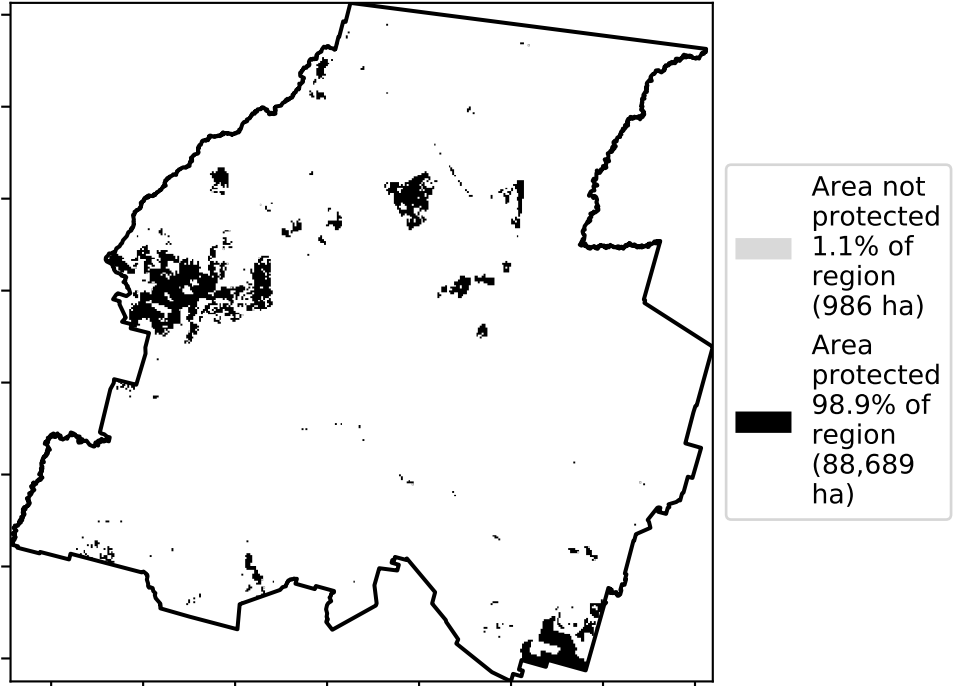 Area not
protected
1.1% of
region
(986 ha)
Area
protected
98.9% of
region
(88,689
ha)